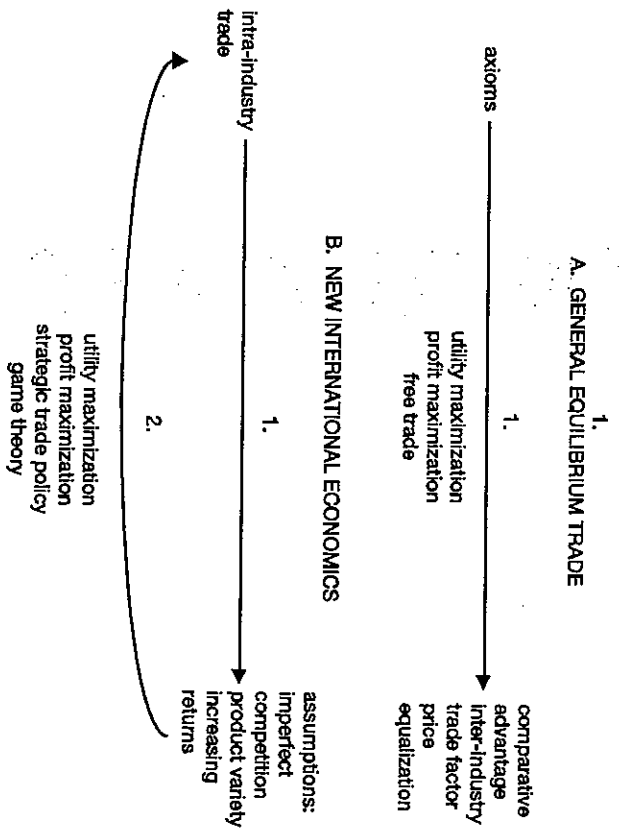 1.
A. GENERAL EQUILIBRIUM TRADE
axioms
1.
utility maximization
profit maximization
free trade
comparative
advantage
inter-industry
trade factor
price
equalization
B. NEW INTERNATIONAL ECONOMICS
intra-industry
trade
1.
assumptions:
imperfect
competition
product variety
increasing
returns
2.
utility maximization
profit maximization
strategic trade policy
game theory